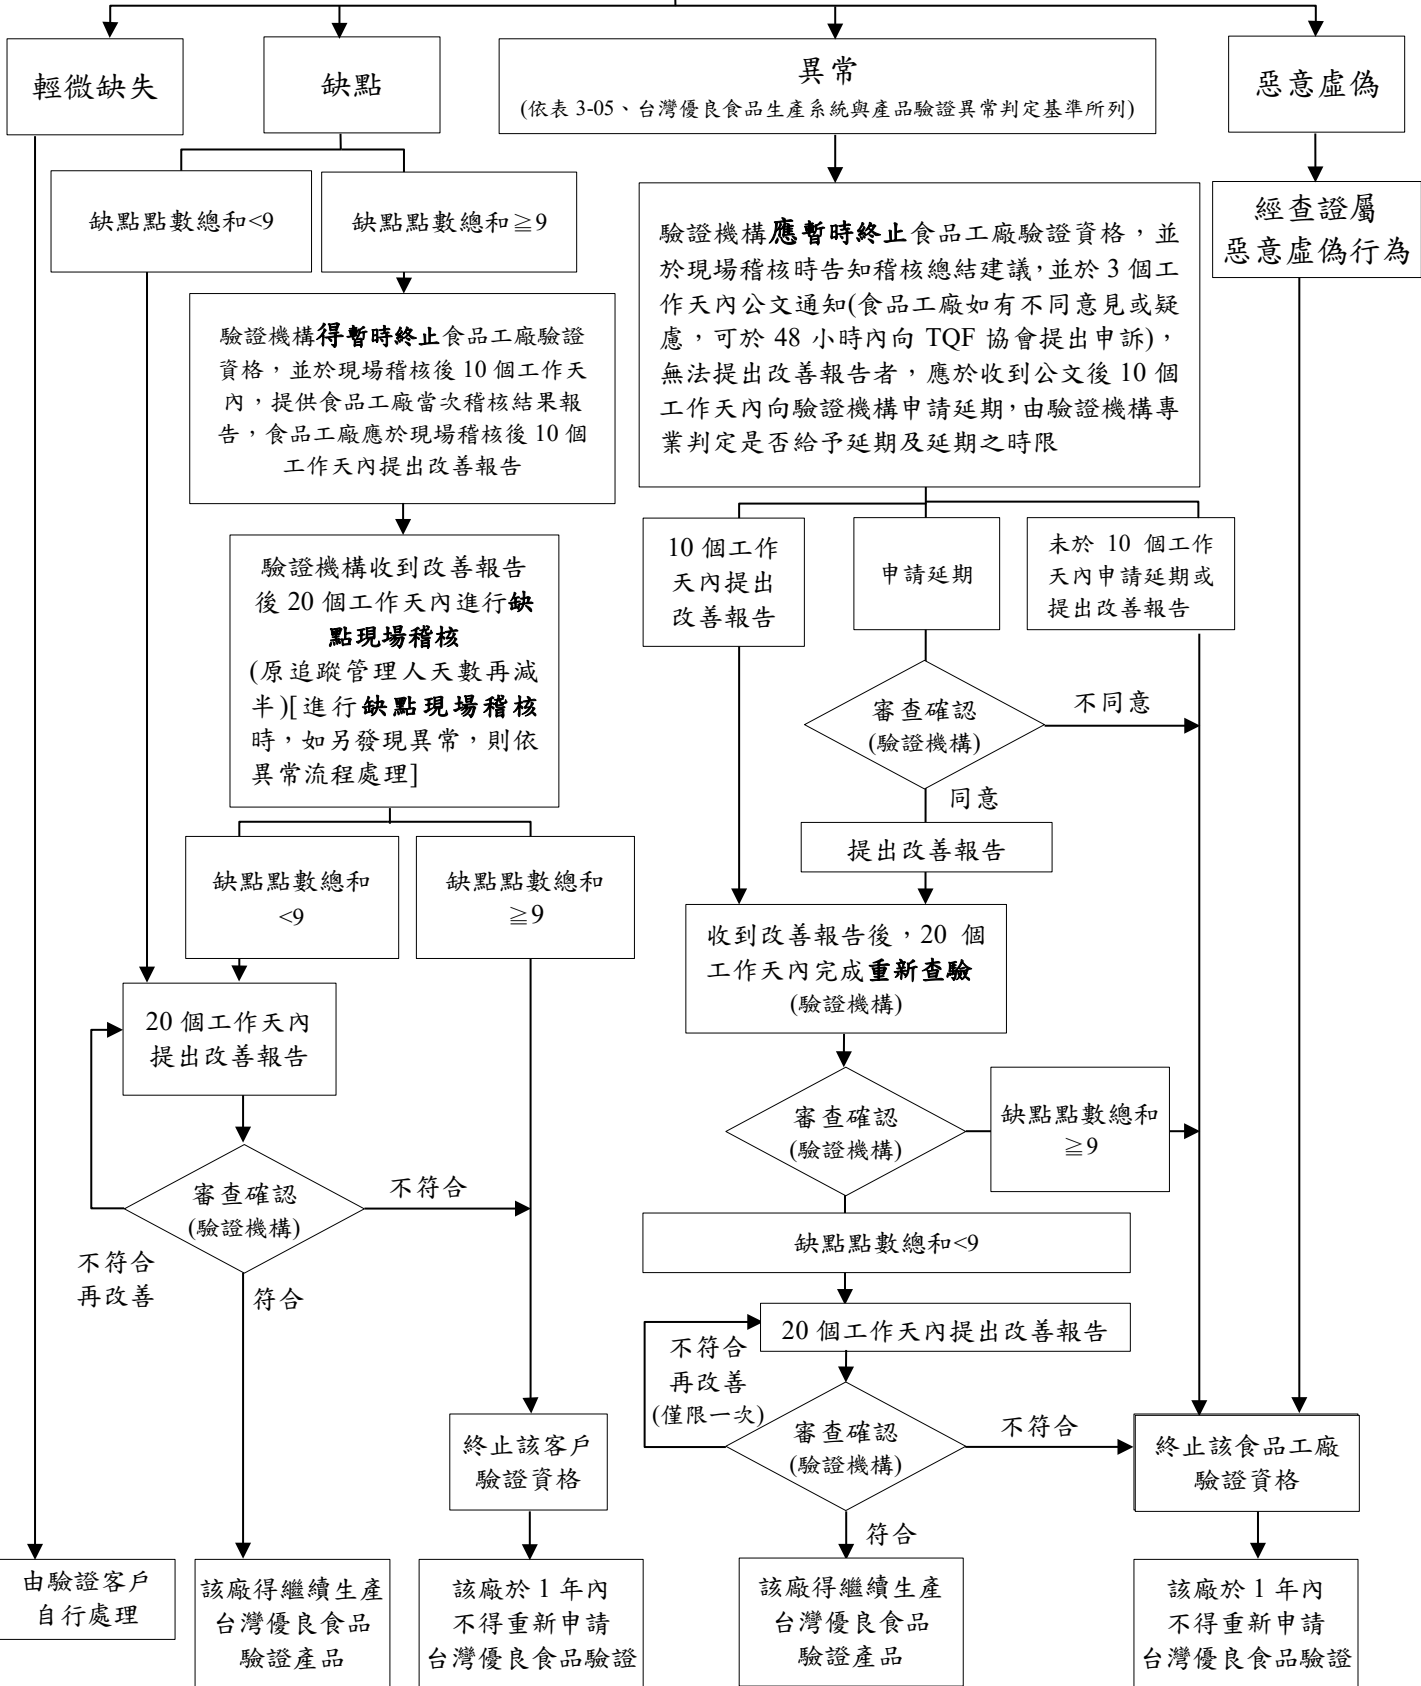 輕微缺失
缺點
異常
(依表 3-05、台灣優良食品生產系統與產品驗證異常判定基準所列)
惡意虛偽
缺點點數總和<9
缺點點數總和≧9
驗證機構應暫時終止食品工廠驗證資格，並
於現場稽核時告知稽核總結建議，並於 3 個工
作天內公文通知(食品工廠如有不同意見或疑
慮，可於 48 小時內向 TQF 協會提出申訴)，
無法提出改善報告者，應於收到公文後 10 個
工作天內向驗證機構申請延期，由驗證機構專
業判定是否給予延期及延期之時限
經查證屬
惡意虛偽行為
驗證機構得暫時終止食品工廠驗證
資格，並於現場稽核後 10 個工作天
內，提供食品工廠當次稽核結果報
告，食品工廠應於現場稽核後 10 個
工作天內提出改善報告
驗證機構收到改善報告
後 20 個工作天內進行缺
點現場稽核
(原追蹤管理人天數再減
半)[進行缺點現場稽核
時，如另發現異常，則依
異常流程處理]
10 個工作
天內提出
改善報告
申請延期
未於 10 個工作
天內申請延期或
提出改善報告
審查確認
(驗證機構)
不同意
同意
提出改善報告
缺點點數總和
<9
缺點點數總和
≧9
收到改善報告後，20 個
工作天內完成重新查驗
(驗證機構)
20 個工作天內
提出改善報告
審查確認
(驗證機構)
缺點點數總和
≧9
審查確認
(驗證機構)
不符合
不符合
再改善
符合
缺點點數總和<9
20 個工作天內提出改善報告
不符合
再改善
(僅限一次)
審查確認
(驗證機構)
不符合
符合
終止該客戶
驗證資格
終止該食品工廠
驗證資格
由驗證客戶
自行處理
該廠得繼續生產
台灣優良食品
驗證產品
該廠於 1 年內
不得重新申請
台灣優良食品驗證
該廠得繼續生產
台灣優良食品
驗證產品
該廠於 1 年內
不得重新申請
台灣優良食品驗證